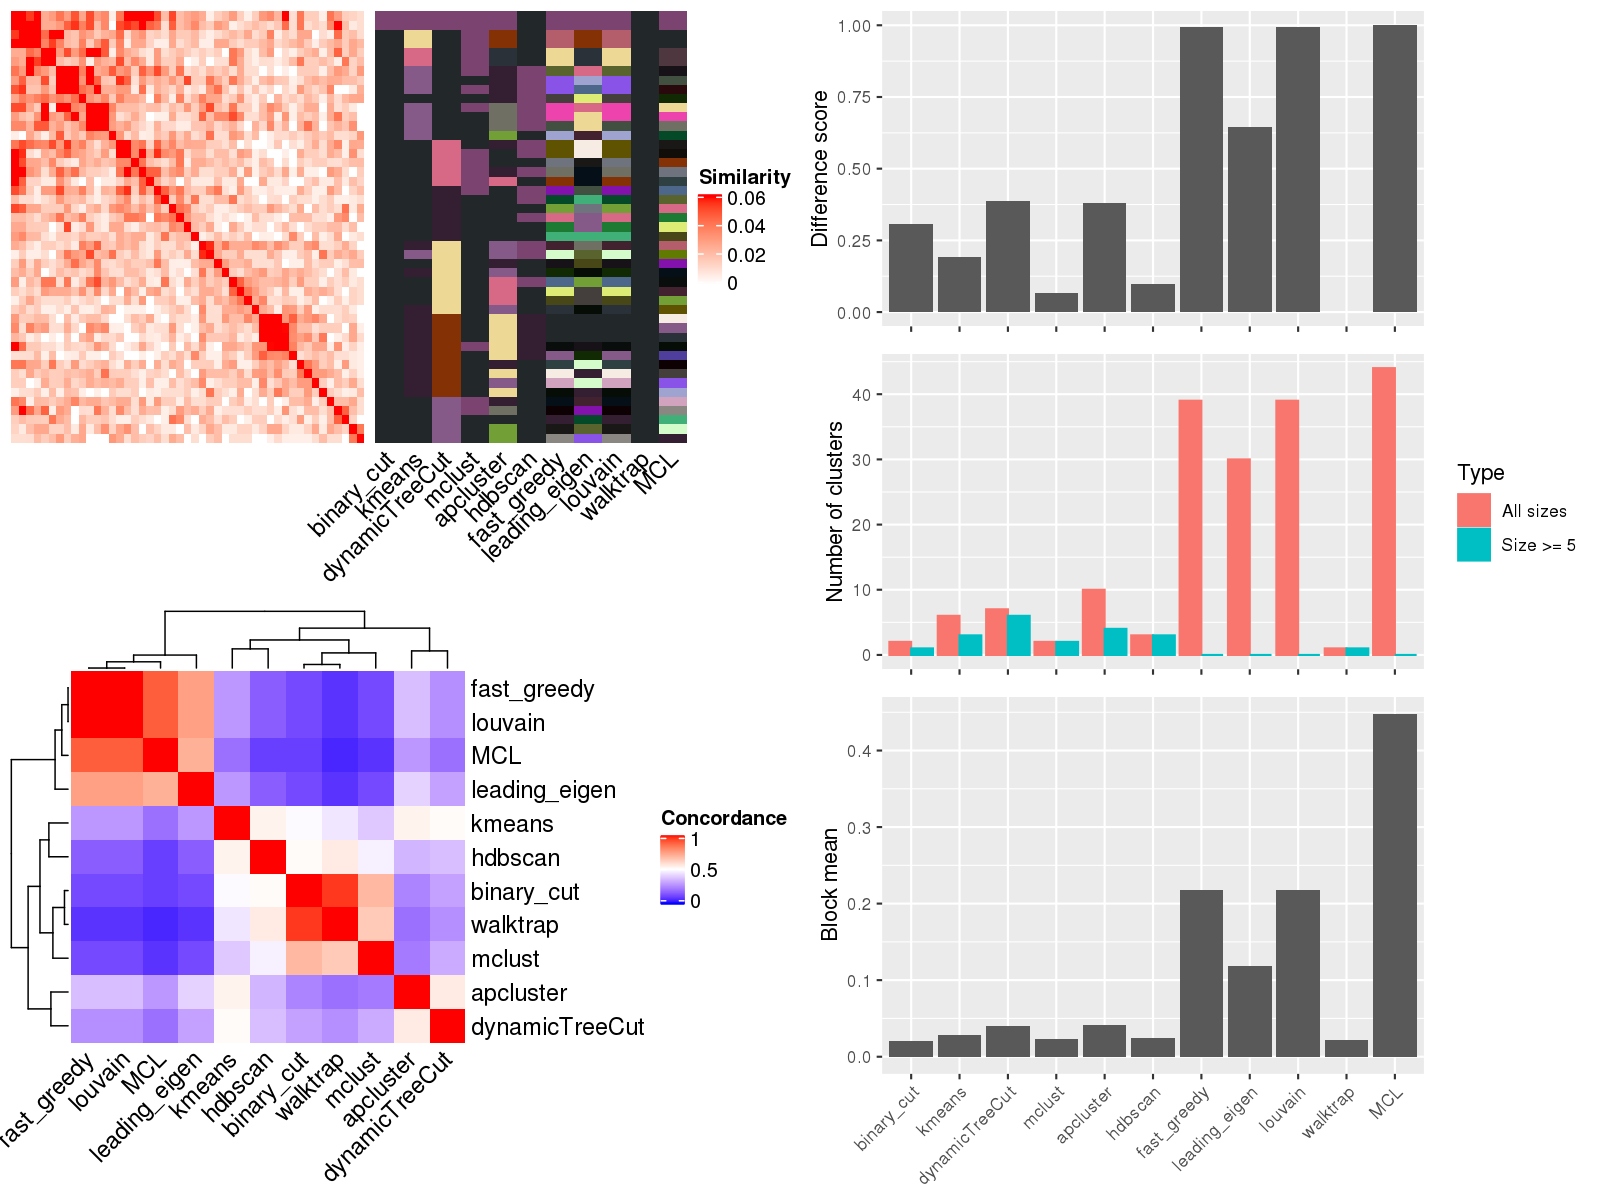 Similarity
0.06
0.04
0.02
0
binary_cut
kmeans
dynamicTreeCut
mclust
apcluster
hdbscan
fast_greedy
leading_eigen
louvain
walktrap
MCL
fast_greedy
louvain
MCL
leading_eigen
kmeans
hdbscan
binary_cut
walktrap
mclust
apcluster
dynamicTreeCut
Concordance
1
0.5
0
fast_greedy
louvain
MCL
leading_eigen
kmeans
hdbscan
binary_cut
walktrap
mclust
apcluster
dynamicTreeCut
Difference score
1.00
0.75
0.50
0.25
0.00
Number of clusters
40
30
20
10
0
Type
All sizes
Size >= 5
Block mean
0.4
0.3
0.2
0.1
0.0
binary_cut
kmeans
dynamicTreeCut
mclust
apcluster
hdbscan
fast_greedy
leading_eigen
louvain
walktrap
MCL